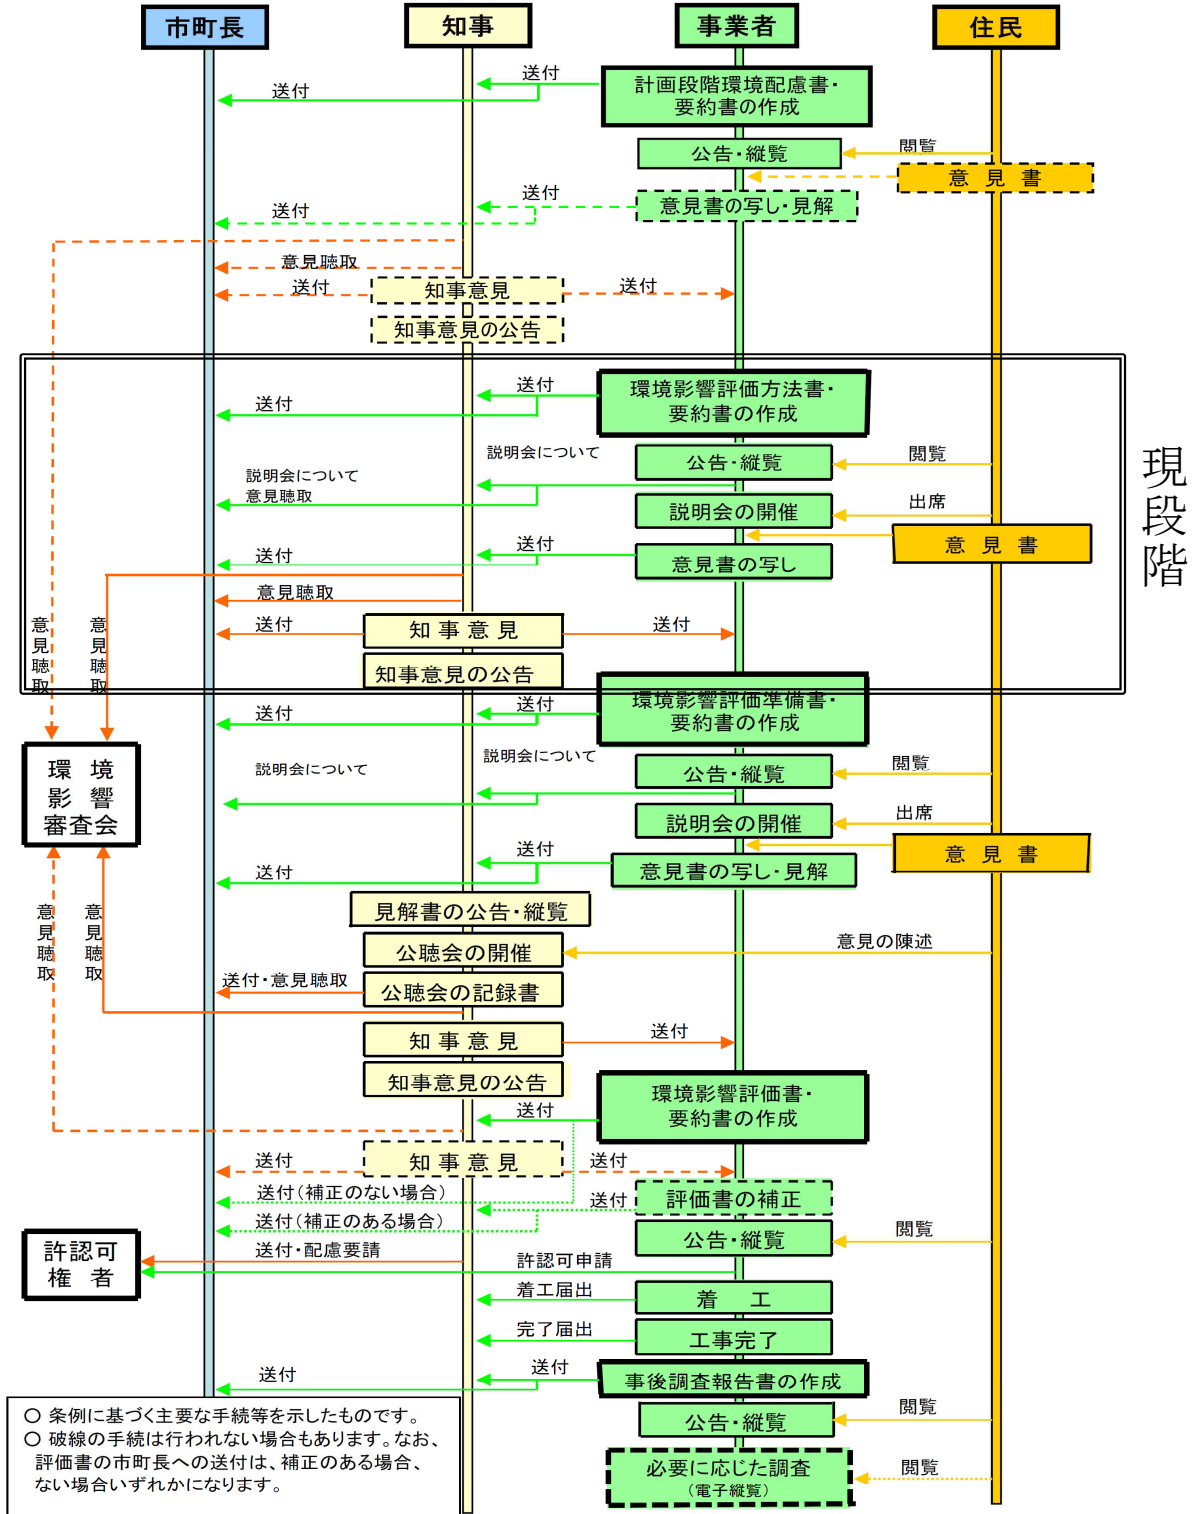 市町長
知事
事業者
住民
送付
送付
計画段階環境配慮書・
要約書の作成
公告・縦覧
閲覧
意 見 書
送付
送付
意見書の写し・見解
意見聴取
送付
知事意見
送付
知事意見の公告
現段階
送付
送付
環境影響評価方法書・
要約書の作成
説明会について
公告・縦覧
閲覧
説明会について
意見聴取
説明会の開催
出席
意 見 書
送付
送付
意見書の写し
意見聴取
送付
知 事 意 見
送付
知事意見の公告
意見聴取
意見聴取
送付
送付
環境影響評価準備書・
要約書の作成
環 境
影 響
審査会
説明会について
説明会について
公告・縦覧
閲覧
説明会の開催
出席
意 見 書
送付
送付
意見書の写し・見解
見解書の公告・縦覧
意見聴取
意見聴取
公聴会の開催
意見の陳述
送付・意見聴取
公聴会の記録書
知 事 意 見
送付
知事意見の公告
送付
環境影響評価書・
要約書の作成
送付
知 事 意 見
送付
送付(補正のない場合)
送付
評価書の補正
送付(補正のある場合)
公告・縦覧
閲覧
許認可
権 者
送付・配慮要請
許認可申請
着工届出
着 工
完了届出
工事完了
送付
送付
事後調査報告書の作成
公告・縦覧
閲覧
必要に応じた調査
(電子縦覧)
閲覧
○ 条例に基づく主要な手続等を示したものです。
○ 破線の手続は行われない場合もあります。なお、
評価書の市町長への送付は、補正のある場合、
ない場合いずれかになります。